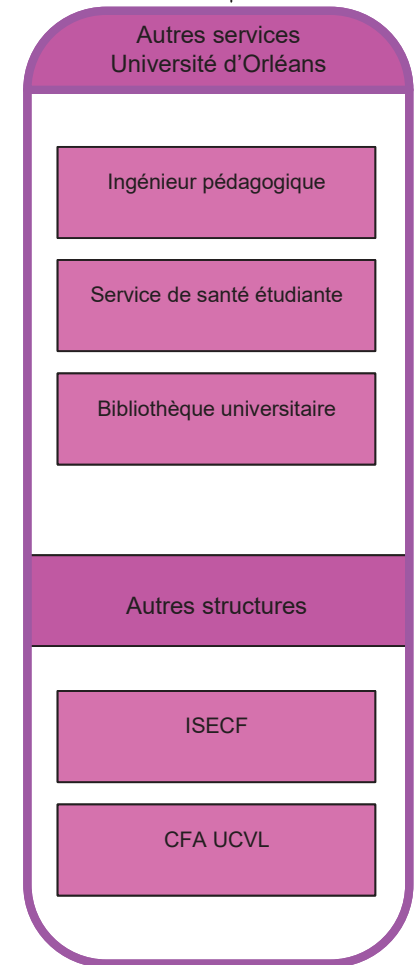 Autres services
Université d'Orléans
Ingénieur pédagogique
Service de santé étudiante
Bibliothèque universitaire
Autres structures
ISECF
CFA UCVL